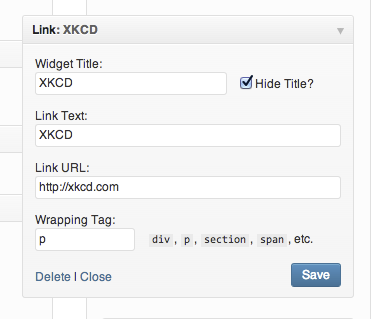 Link: XKCD
Widget Title:
XKCD
Hide Title?
Link Text:
XKCD
Link URL:
http://xkcd.com
Wrapping Tag:
p
div, p, section, span, etc.
Delete | Close
Save